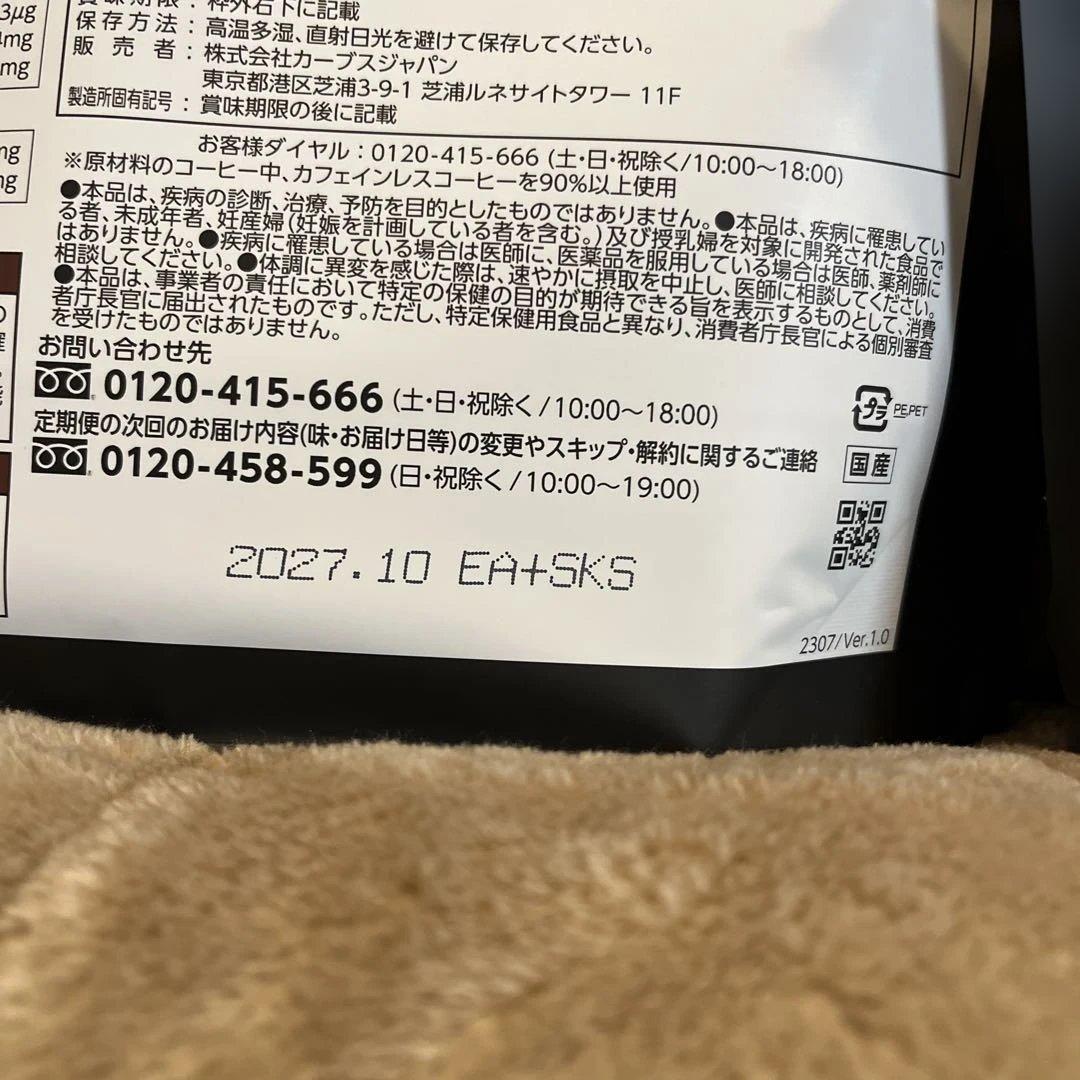 3μg
mg
mg
賞味期限：枠外右下に記載
保存方法：高温多湿、直射日光を避けて保存してください。
販売者：株式会社カーブスジャパン
東京都港区芝浦3-9-1 芝浦ルネサイトタワー 11F
製造所固有記号：賞味期限の後に記載
mg
mg
お客様ダイヤル：0120-415-666 (土・日・祝除く/10:00〜18:00)
※原材料のコーヒー中、カフェインレスコーヒーを90%以上使用
●本品は、疾病の診断、治療、予防を目的としたものではありません。●本品は、疾病に罹患してい
る者、未成年者、妊産婦(妊娠を計画している者を含む。)及び授乳婦を対象に開発された食品で
はありません。●疾病に罹患している場合は医師に、医薬品を服用している場合は医師、薬剤師に
相談してください。●体調に異変を感じた際は、速やかに摂取を中止し、医師に相談してください。
●本品は、事業者の責任において特定の保健の目的が期待できる旨を表示するものとして、消費
者庁長官に届出されたものです。ただし、特定保健用食品と異なり、消費者庁長官による個別審査
を受けたものではありません。
お問い合わせ先
0120-415-666 (土・日・祝除く/10:00〜18:00)
プラ PE,PET
定期便の次回のお届け内容(味・お届け日等)の変更やスキップ・解約に関するご連絡
0120-458-599 (日・祝除く/10:00〜19:00)
国産
2027.10 EA+SKS
2307/Ver.1.0